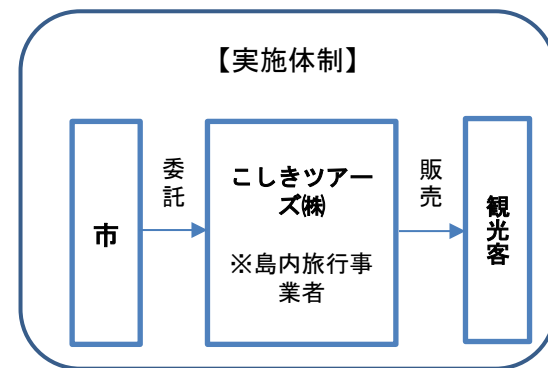 【実施体制】
市
委託
こしきツアー
ズ㈱
※島内旅行事
業者
販売
観光客